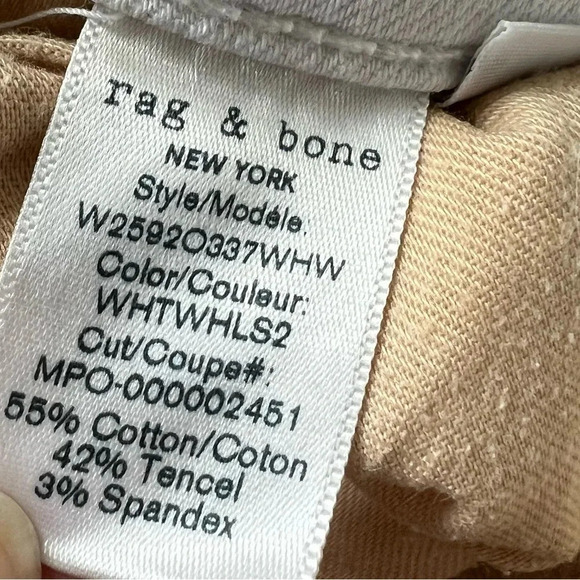 rag & bone
NEW YORK
Style/Modéle:
W2592O337WHW
Color/Couleur:
WHTWHLS2
Cut/Coupe#:
MPO-000002451
55% Cotton/Coton
42% Tencel
3% Spandex